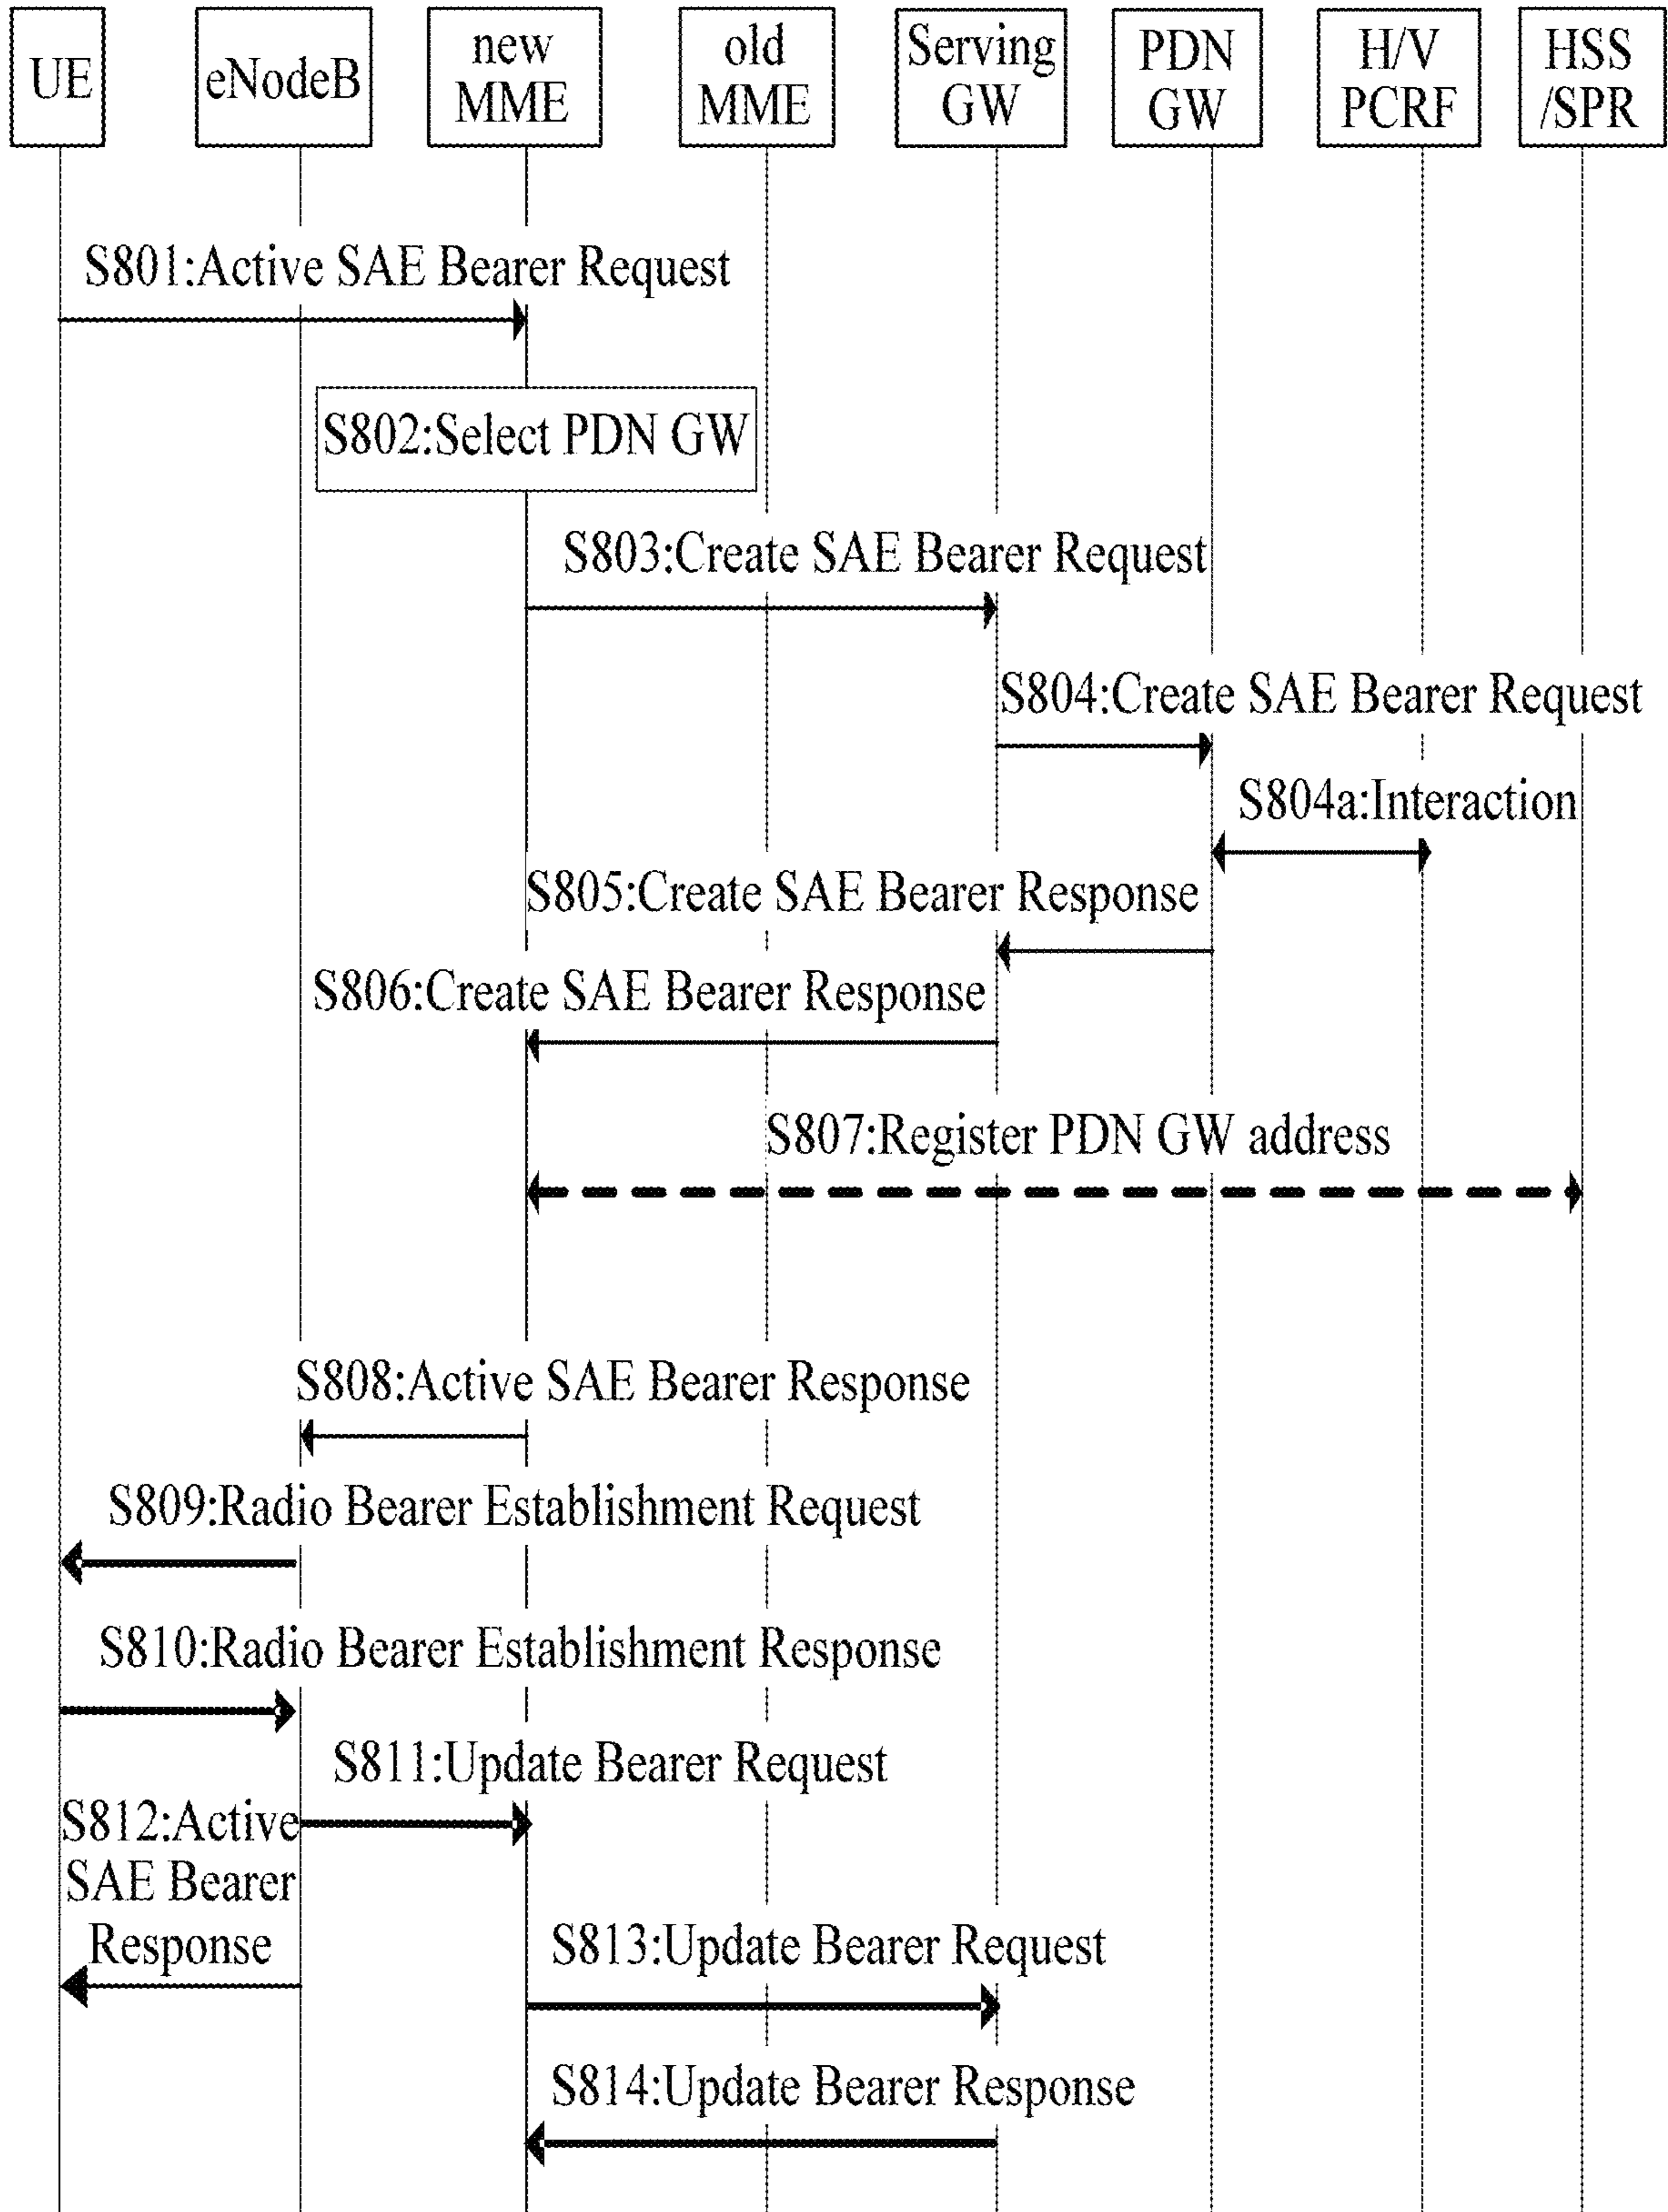 UE
eNodeB
new
MME
old
MME
Serving
GW
PDN
GW
H/V
PCRF
HSS
/SPR
S801:Active SAE Bearer Request
S802:Select PDN GW
S803:Create SAE Bearer Request
S804:Create SAE Bearer Request
S804a:Interaction
S805:Create SAE Bearer Response
S806:Create SAE Bearer Response
S807:Register PDN GW address
S808:Active SAE Bearer Response
S809:Radio Bearer Establishment Request
S810:Radio Bearer Establishment Response
S811:Update Bearer Request
S812:Active
SAE Bearer
Response
S813:Update Bearer Request
S814:Update Bearer Response